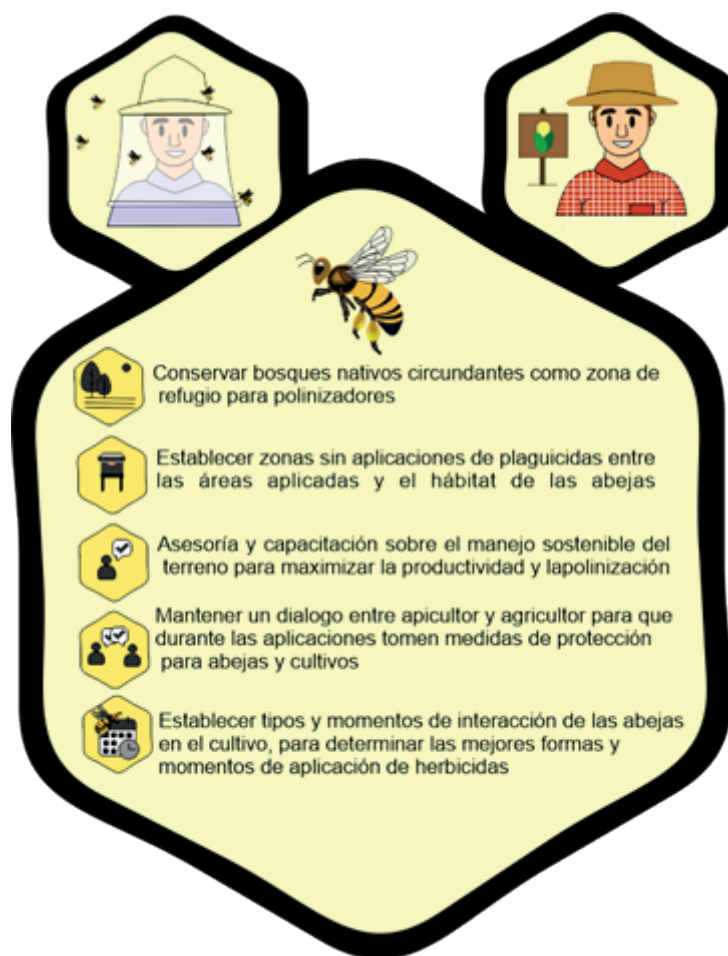 Conservar bosques nativos circundantes como zona de
refugio para polinizadores
Establecer zonas sin aplicaciones de plaguicidas entre
las áreas aplicadas y el hábitat de las abejas
Asesoría y capacitación sobre el manejo sostenible del
terreno para maximizar la productividad y lapolinización
Mantener un dialogo entre apicultor y agricultor para que
durante las aplicaciones tomen medidas de protección
para abejas y cultivos
Establecer tipos y momentos de interacción de las abejas
en el cultivo, para determinar las mejores formas y
momentos de aplicación de herbicidas